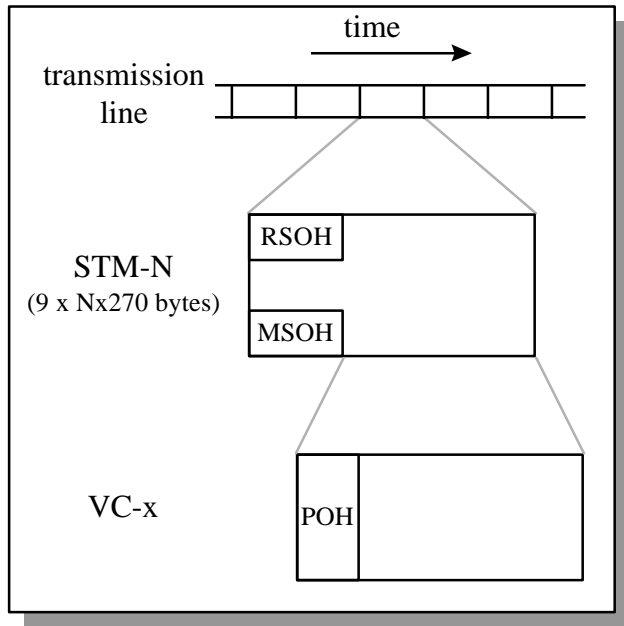 time
transmission
line
RSOH
STM-N
(9 x Nx270 bytes)
MSOH
VC-x
POH